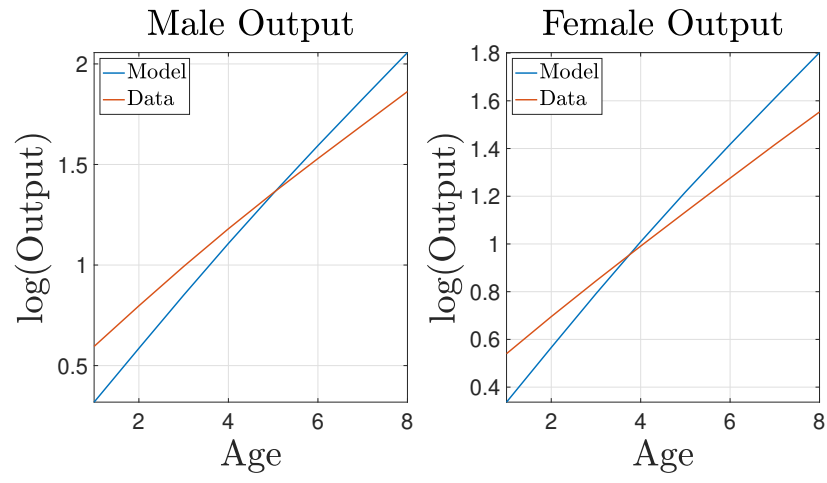 Male Output
Model
Data
2
1.5
1
0.5
log(Output)
2
4
6
8
Age
Female Output
Model
Data
1.8
1.6
1.4
1.2
1
0.8
0.6
0.4
log(Output)
2
4
6
8
Age